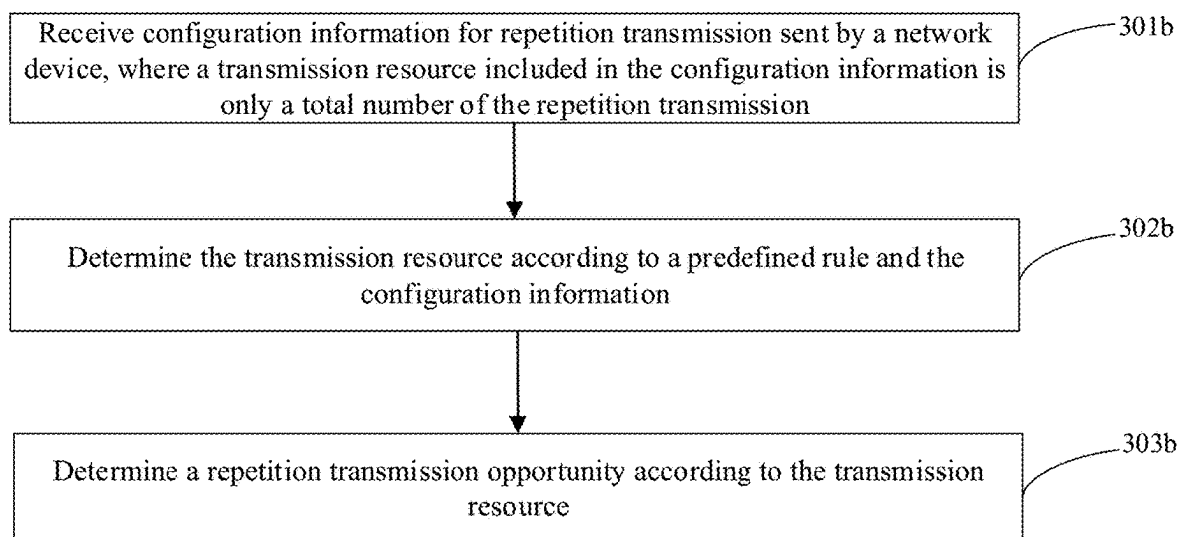 Receive configuration information for repetition transmission sent by a network
device, where a transmission resource included in the configuration information is
only a total number of the repetition transmission
301b
Determine the transmission resource according to a predefined rule and the
configuration information
302b
Determine a repetition transmission opportunity according to the transmission
resource
303b